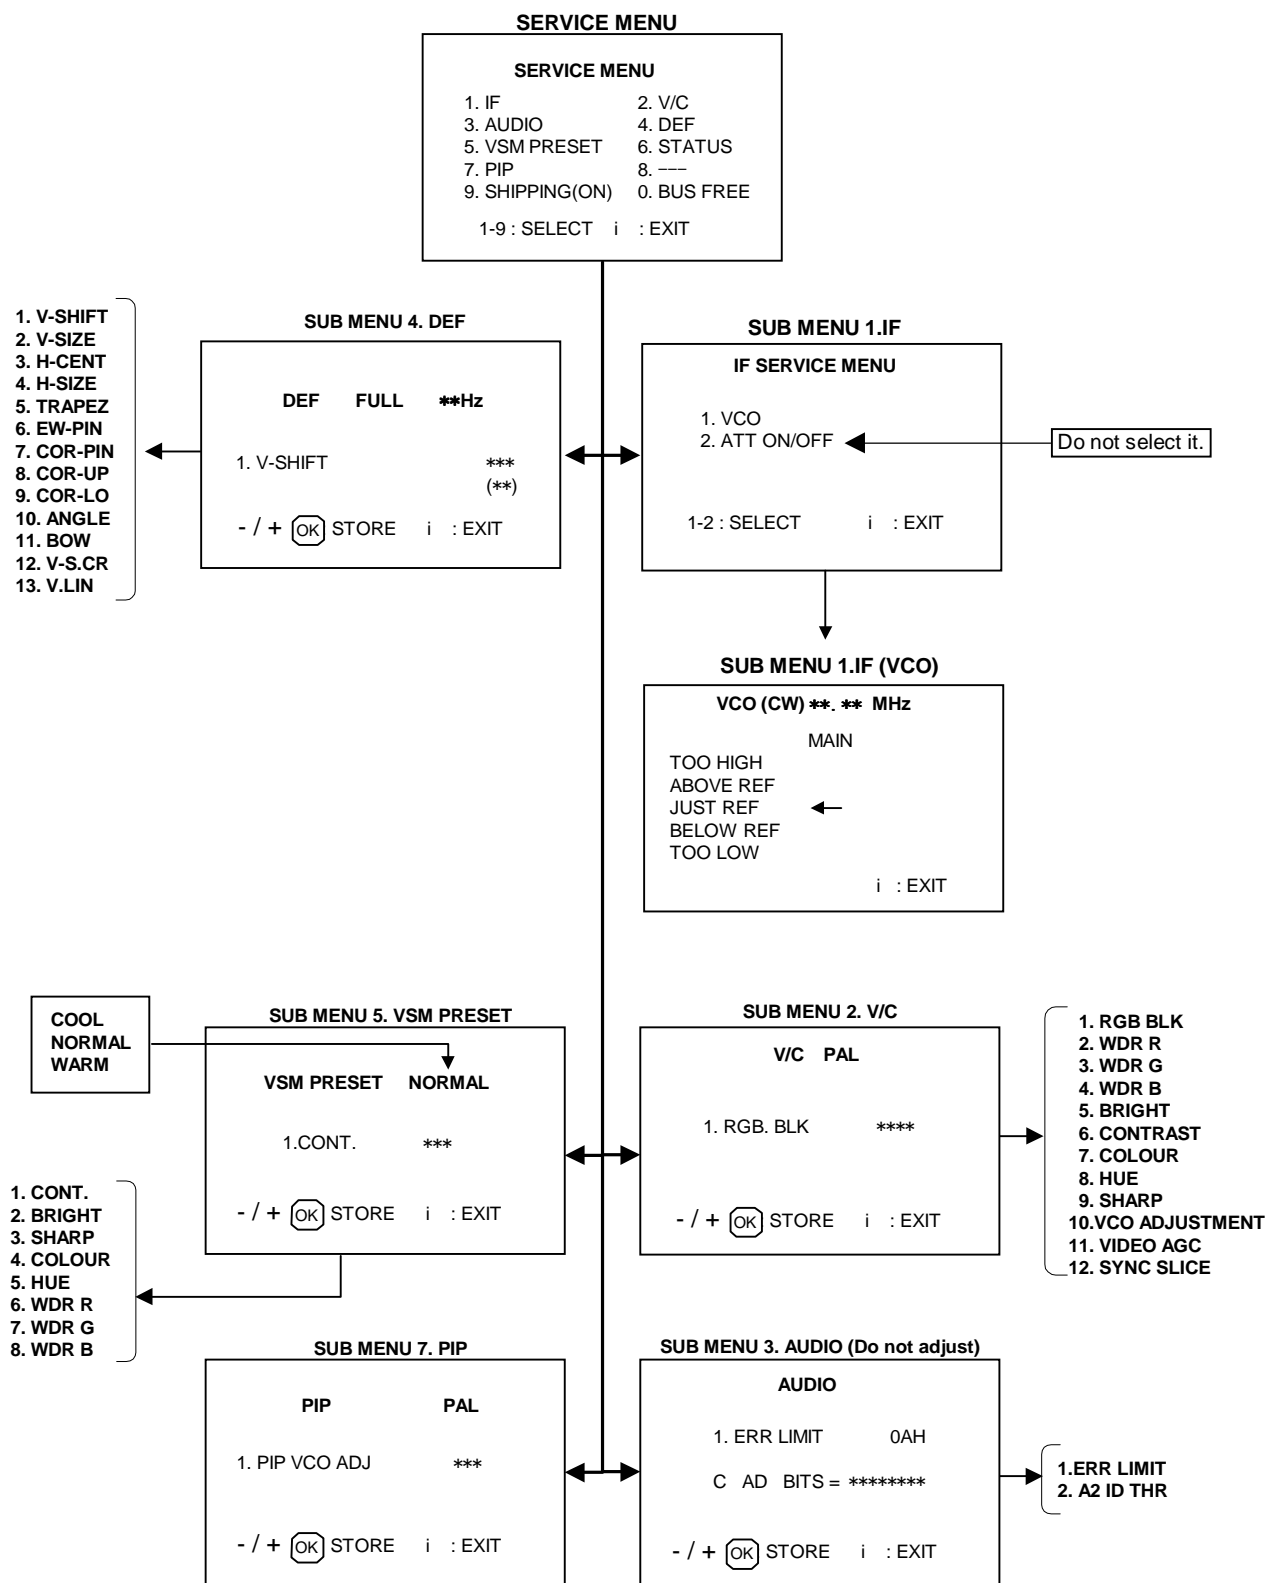 SERVICE MENU
SERVICE MENU
1. IF 2. V/C
3. AUDIO 4. DEF
5. VSM PRESET 6. STATUS
7. PIP 8. ---
9. SHIPPING(ON) 0. BUS FREE
1-9 : SELECT i : EXIT
1. V-SHIFT
2. V-SIZE
3. H-CENT
4. H-SIZE
5. TRAPEZ
6. EW-PIN
7. COR-PIN
8. COR-UP
9. COR-LO
10. ANGLE
11. BOW
12. V-S.CR
13. V.LIN
SUB MENU 4. DEF
DEF FULL **Hz
1. V-SHIFT ***
(**)
- / + OK STORE i : EXIT
SUB MENU 1.IF
IF SERVICE MENU
1. VCO
2. ATT ON/OFF
1-2 : SELECT i : EXIT
Do not select it.
SUB MENU 1.IF (VCO)
VCO (CW) **. ** MHz
MAIN
TOO HIGH
ABOVE REF
JUST REF
BELOW REF
TOO LOW
i : EXIT
COOL
NORMAL
WARM
SUB MENU 5. VSM PRESET
VSM PRESET NORMAL
1.CONT. ***
- / + OK STORE i : EXIT
1. CONT.
2. BRIGHT
3. SHARP
4. COLOUR
5. HUE
6. WDR R
7. WDR G
8. WDR B
SUB MENU 2. V/C
V/C PAL
1. RGB. BLK ****
- / + OK STORE i : EXIT
1. RGB BLK
2. WDR R
3. WDR G
4. WDR B
5. BRIGHT
6. CONTRAST
7. COLOUR
8. HUE
9. SHARP
10.VCO ADJUSTMENT
11. VIDEO AGC
12. SYNC SLICE
SUB MENU 7. PIP
PIP PAL
1. PIP VCO ADJ ***
- / + OK STORE i : EXIT
SUB MENU 3. AUDIO (Do not adjust)
AUDIO
1. ERR LIMIT 0AH
C AD BITS = ********
- / + OK STORE i : EXIT
1.ERR LIMIT
2. A2 ID THR